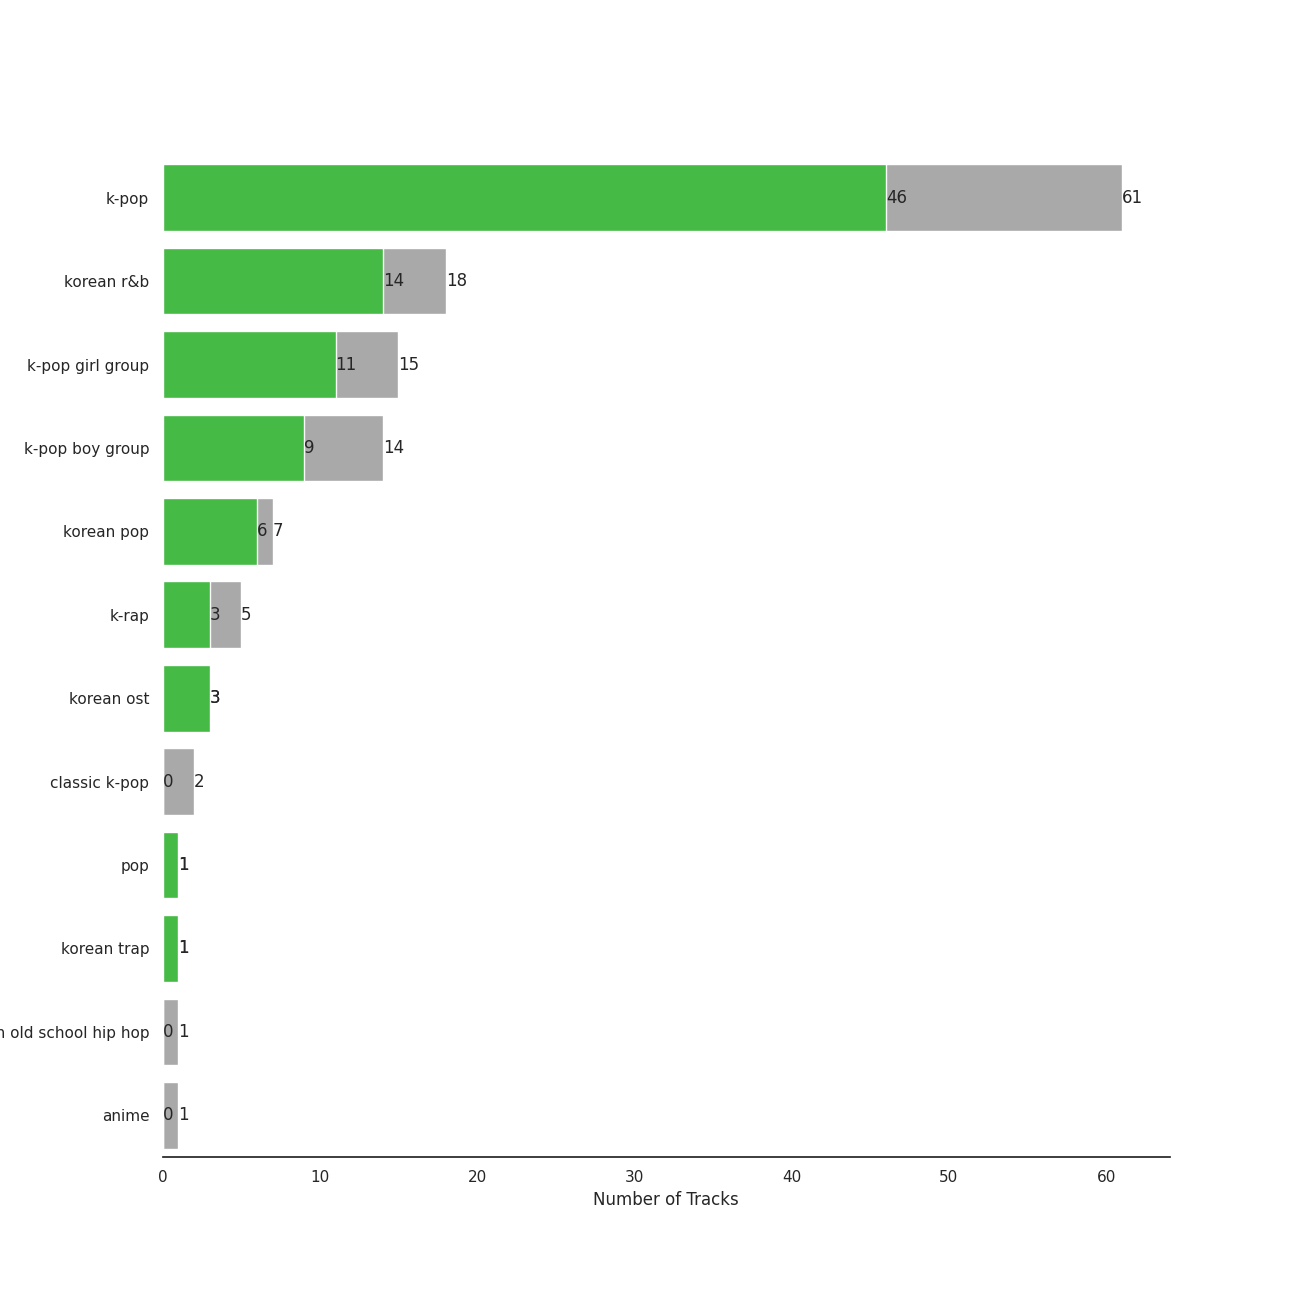 k-pop 46 61
korean r&b 14 18
k-pop girl group 11 15
k-pop boy group 9 14
korean pop 6 7
k-rap 3 5
korean ost 3
classic k-pop 0 2
pop 1
korean trap 1
old school hip hop 0 1
anime 0 1
0 10 20 30 40 50 60
Number of Tracks